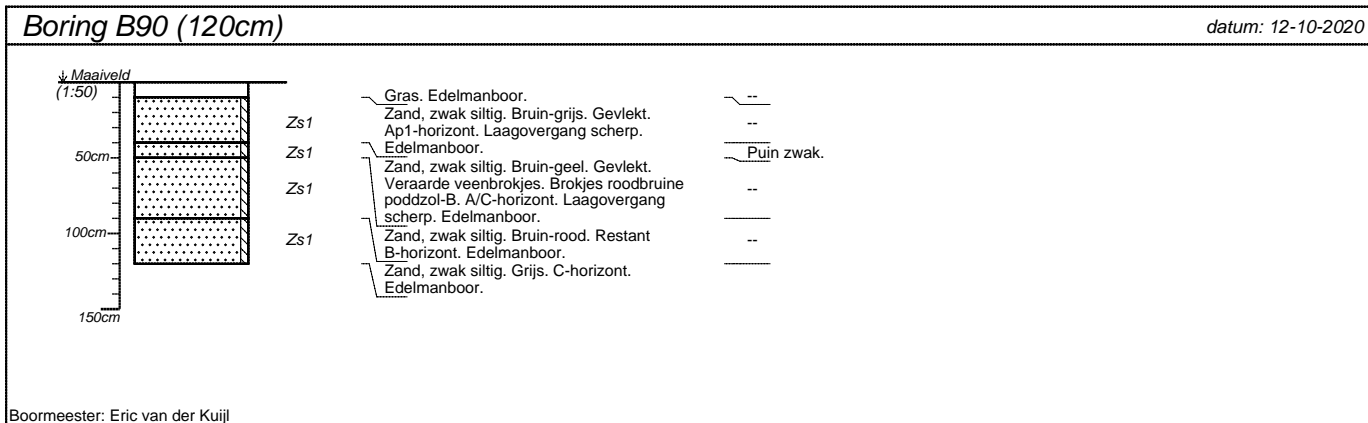 Boring B90 (120cm)
datum: 12-10-2020
Maaiveld
(1:50)
50cm
100cm
150cm
Zs1
Zs1
Zs1
Zs1
Gras. Edelmanboor.
Zand, zwak siltig. Bruin-grijs. Gevlekt.
Ap1-horizont. Laagovergang scherp.
Edelmanboor.
Zand, zwak siltig. Bruin-geel. Gevlekt.
Veraarde veenbrokjes. Brokjes roodbruine
poddzol-B. A/C-horizont. Laagovergang
scherp. Edelmanboor.
Zand, zwak siltig. Bruin-rood. Restant
B-horizont. Edelmanboor.
Zand, zwak siltig. Grijs. C-horizont.
Edelmanboor.
--
--
Puin zwak.
--
--
Boormeester: Eric van der Kuijl